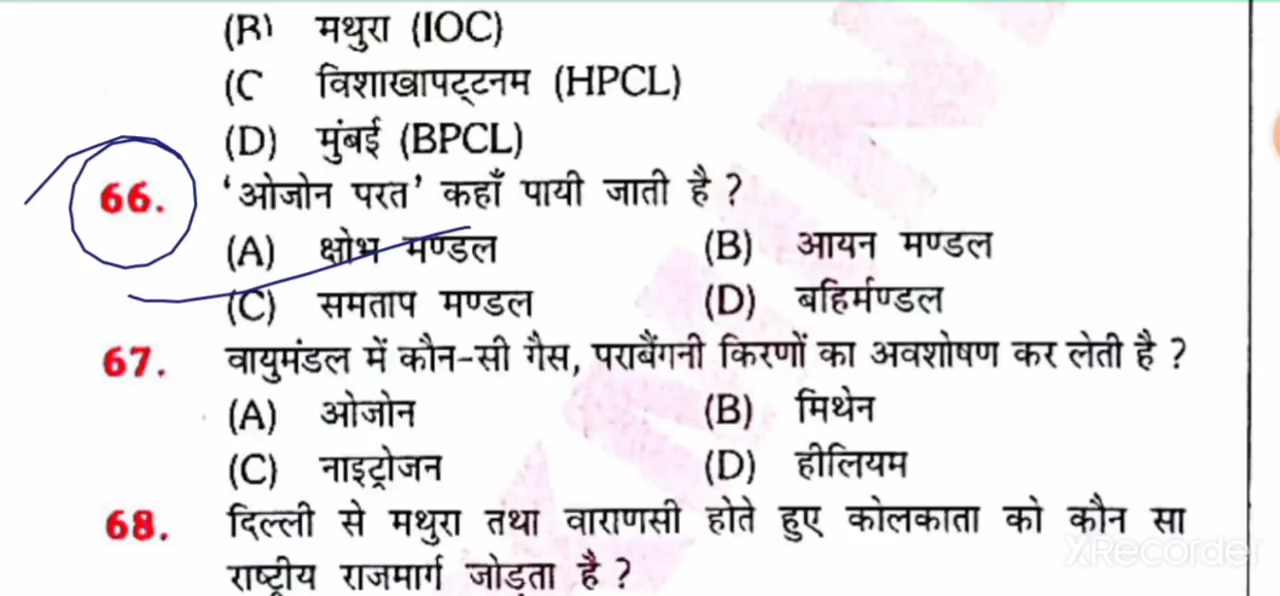 (B) मथुरा (IOC)
(C विशाखापट्टनम (HPCL)
(D) मुंबई (BPCL)
66. ‘ओजोन परत’ कहाँ पायी जाती है ?
(A) क्षोभ मण्डल (B) आयन मण्डल
(C) समताप मण्डल (D) बहिर्मण्डल
67. वायुमंडल में कौन-सी गैस, पराबैंगनी किरणों का अवशोषण कर लेती है ?
(A) ओजोन (B) मिथेन
(C) नाइट्रोजन (D) हीलियम
68. दिल्ली से मथुरा तथा वाराणसी होते हुए कोलकाता को कौन सा
राष्ट्रीय राजमार्ग जोड़ता है ?
XRecorder